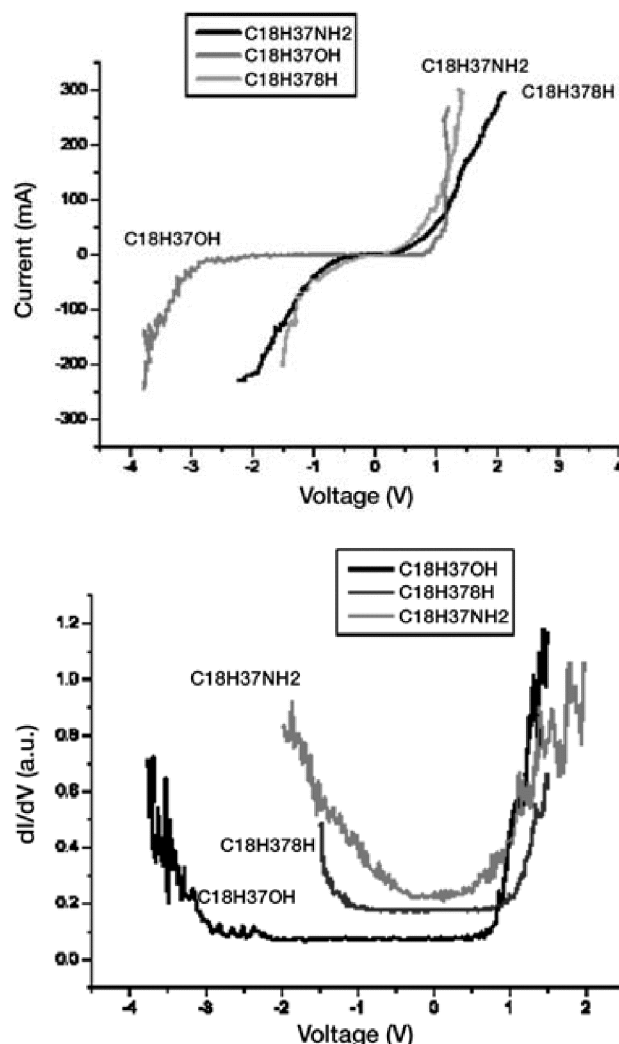 C18H37NH2
C18H37OH
C18H378H
C18H37NH2
C18H378H
C18H37OH
Current (mA)
300
200
100
0
-100
-200
-300
-4 -3 -2 -1 0 1 2 3 4
Voltage (V)
C18H37OH
C18H378H
C18H37NH2
C18H37NH2
C18H378H
C18H37OH
dI/dV (a.u.)
1.2
1.0
0.8
0.6
0.4
0.2
0.0
-4 -3 -2 -1 0 1 2
Voltage (V)